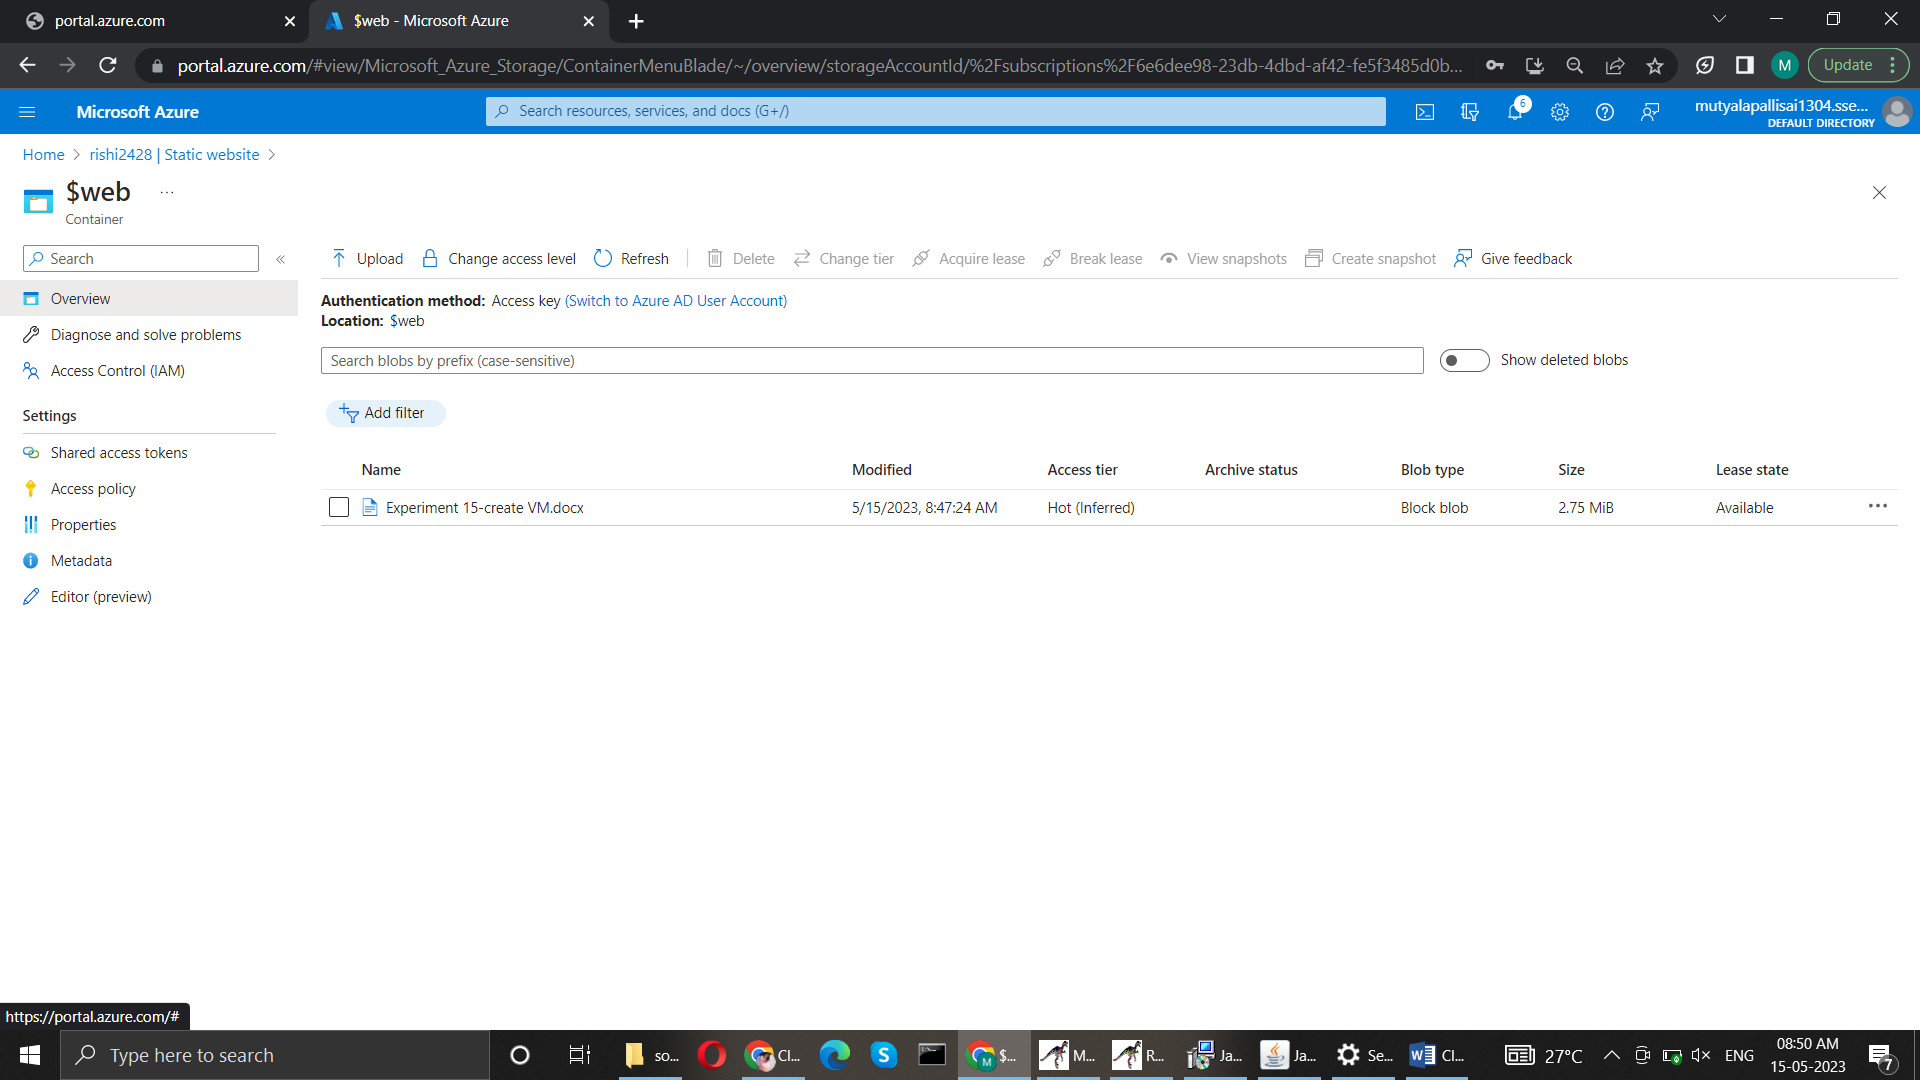 portal.azure.com
$web - Microsoft Azure
portal.azure.com/#view/Microsoft_Azure_Storage/ContainerMenuBlade/~/overview/storageAccountId/%2Fsubscriptions%2F6e6dee98-23db-4dbd-af42-fe5f3485d0b...
M
Update
Microsoft Azure
Search resources, services, and docs (G+/)
6
mutyalapallisai1304.sse...
DEFAULT DIRECTORY
Home > rishi2428 | Static website >
$web ...
Container
Search
Upload
Change access level
Refresh
Delete
Change tier
Acquire lease
Break lease
View snapshots
Create snapshot
Give feedback
Overview
Diagnose and solve problems
Access Control (IAM)
Settings
Shared access tokens
Access policy
Properties
Metadata
Editor (preview)
Authentication method: Access key (Switch to Azure AD User Account)
Location: $web
Search blobs by prefix (case-sensitive)
Show deleted blobs
Add filter
Name Modified Access tier Archive status Blob type Size Lease state
Experiment 15-create VM.docx 5/15/2023, 8:47:24 AM Hot (Inferred) Block blob 2.75 MiB Available ...
https://portal.azure.com/#
Type here to search
so...
Cl...
$...
M...
R...
Ja...
Ja...
Se...
Cl...
27°C
ENG
08:50 AM
15-05-2023
7